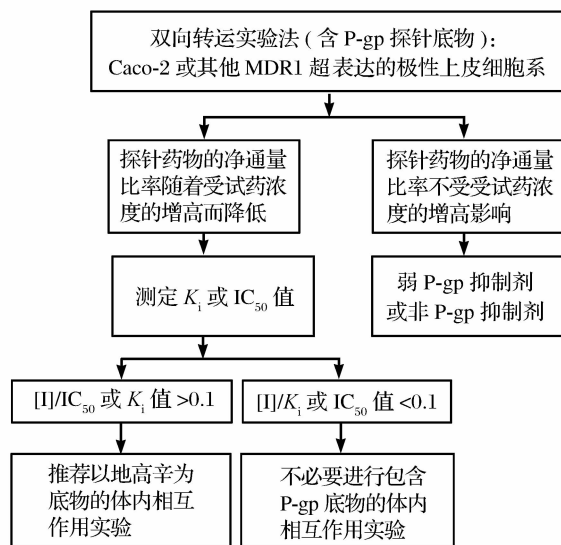 双向转运实验法（含 P-gp 探针底物）：
Caco-2 或其他 MDR1 超表达的极性上皮细胞系
探针药物的净通量
比率随着受试药浓
度的增高而降低
探针药物的净通量
比率不受受试药浓
度的增高影响
测定 Ki 或 IC50 值
弱 P-gp 抑制剂
或非 P-gp 抑制剂
[I]/IC50 或 Ki 值 >0.1
[I]/Ki 或 IC50 值 <0.1
推荐以地高辛为
底物的体内相互
作用实验
不必要进行包含
P-gp 底物的体内
相互作用实验